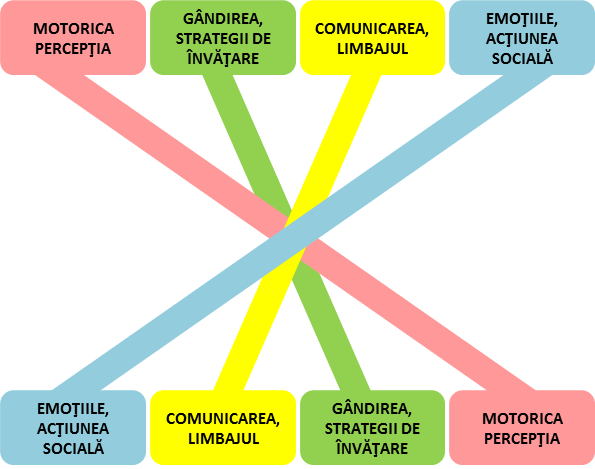 MOTORICA
PERCEPŢIA
GÂNDIREA,
STRATEGII DE
ÎNVĂŢARE
COMUNICAREA,
LIMBAJUL
EMOŢIILE,
ACŢIUNEA
SOCIALĂ
EMOŢIILE,
ACŢIUNEA
SOCIALĂ
COMUNICAREA,
LIMBAJUL
GÂNDIREA,
STRATEGII DE
ÎNVĂŢARE
MOTORICA
PERCEPŢIA